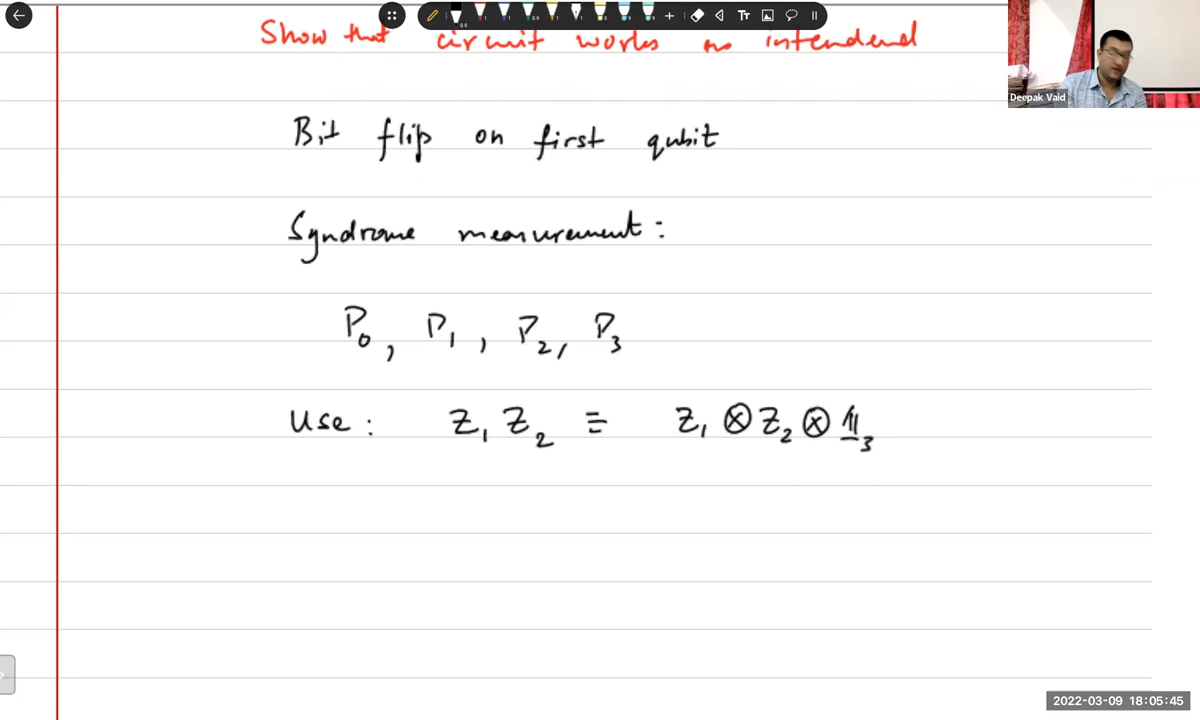 Show that circuit works as intendend
Deepak Vaid
Bit flip on first qubit
Syndrome measurement :
P₀, P₁, P₂, P₃
Use : Z₁ Z₂ ≡ Z₁ ⊗ Z₂ ⊗ 𝟙₃
2022-03-09 18:05:45